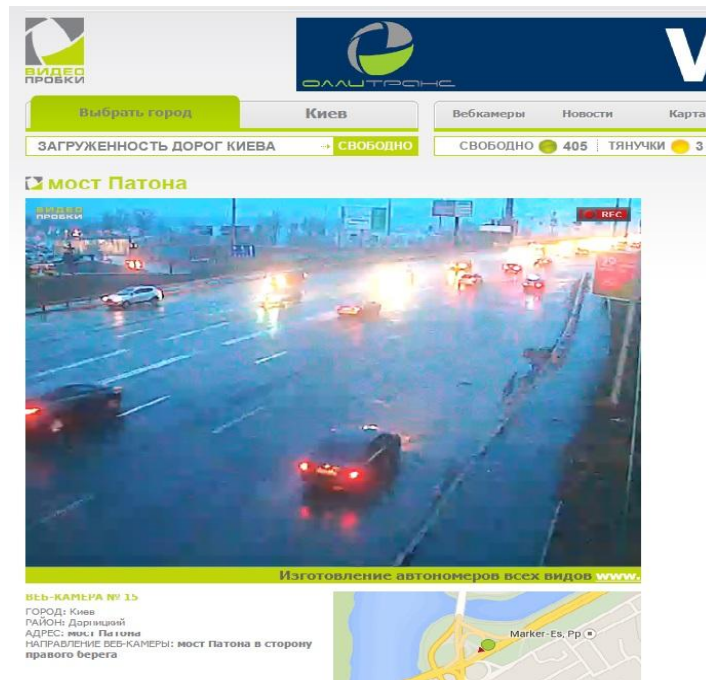 ВИДЕО
ПРОБКИ
ОЛЛИТРАНС
V
Выбрать город
Киев
Вебкамеры Новости Карта
ЗАГРУЖЕННОСТЬ ДОРОГ КИЕВА СВОБОДНО
СВОБОДНО 405 ТЯНУЧКИ 3
мост Патона
ВИДЕО
ПРОБКИ
REC
Изготовление автономеров всех видов www.
ВЕБ-КАМЕРА № 15
ГОРОД: Киев
РАЙОН: Дарницкий
АДРЕС: мост Патона
НАПРАВЛЕНИЕ ВЕБ-КАМЕРЫ: мост Патона в сторону
правого берега
Marker-Es, Pp